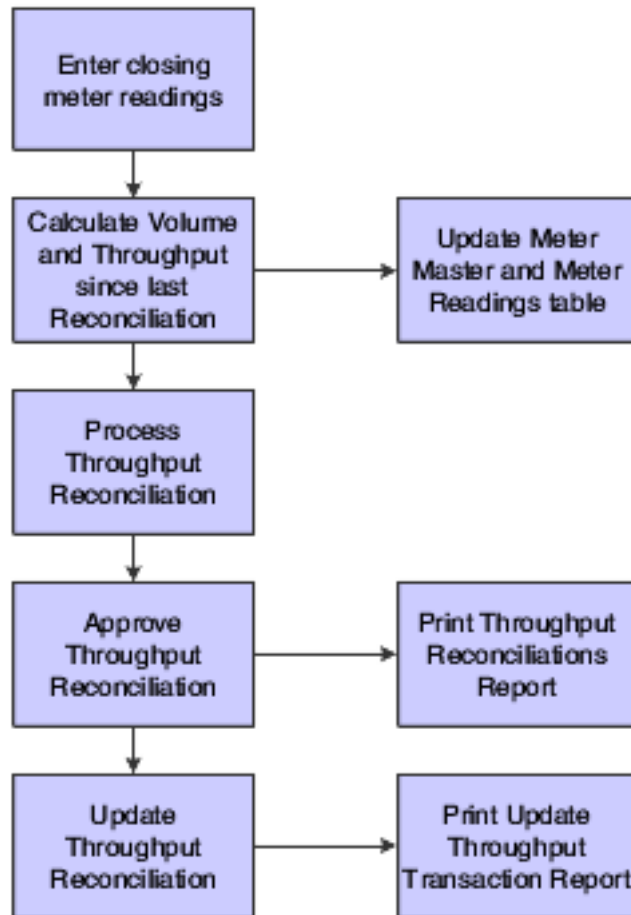 Enter closing
meter readings
Calculate Volume
and Throughput
since last
Reconciliation
Update Meter
Master and Meter
Readings table
Process
Throughput
Reconciliation
Approve
Throughput
Reconciliation
Print Throughput
Reconciliations
Report
Update
Throughput
Reconciliation
Print Update
Throughput
Transaction Report